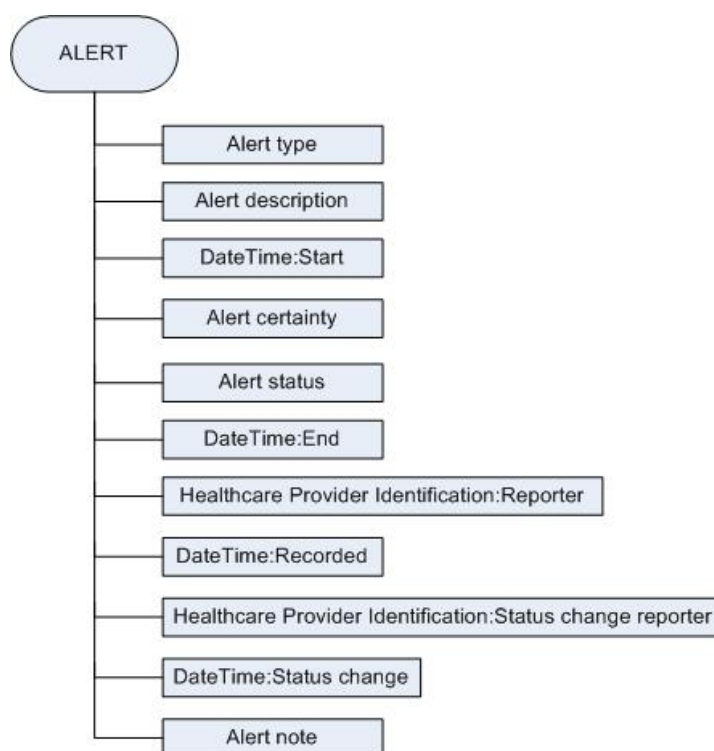 ALERT
Alert type
Alert description
DateTime:Start
Alert certainty
Alert status
DateTime:End
Healthcare Provider Identification:Reporter
DateTime:Recorded
Healthcare Provider Identification:Status change reporter
DateTime:Status change
Alert note